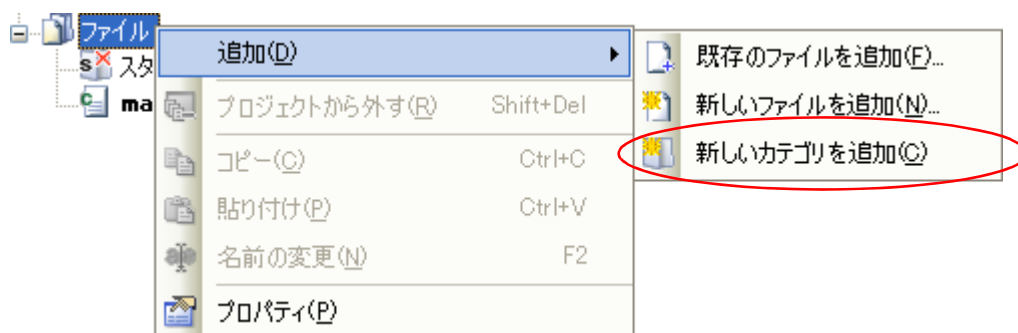 ファイル
スタ
ma
追加(D)
プロジェクトから外す(R) Shift+Del
コピー(C) Ctrl+C
貼り付け(P) Ctrl+V
名前の変更(N) F2
プロパティ(P)
既存のファイルを追加(F)...
新しいファイルを追加(N)...
新しいカテゴリを追加(C)